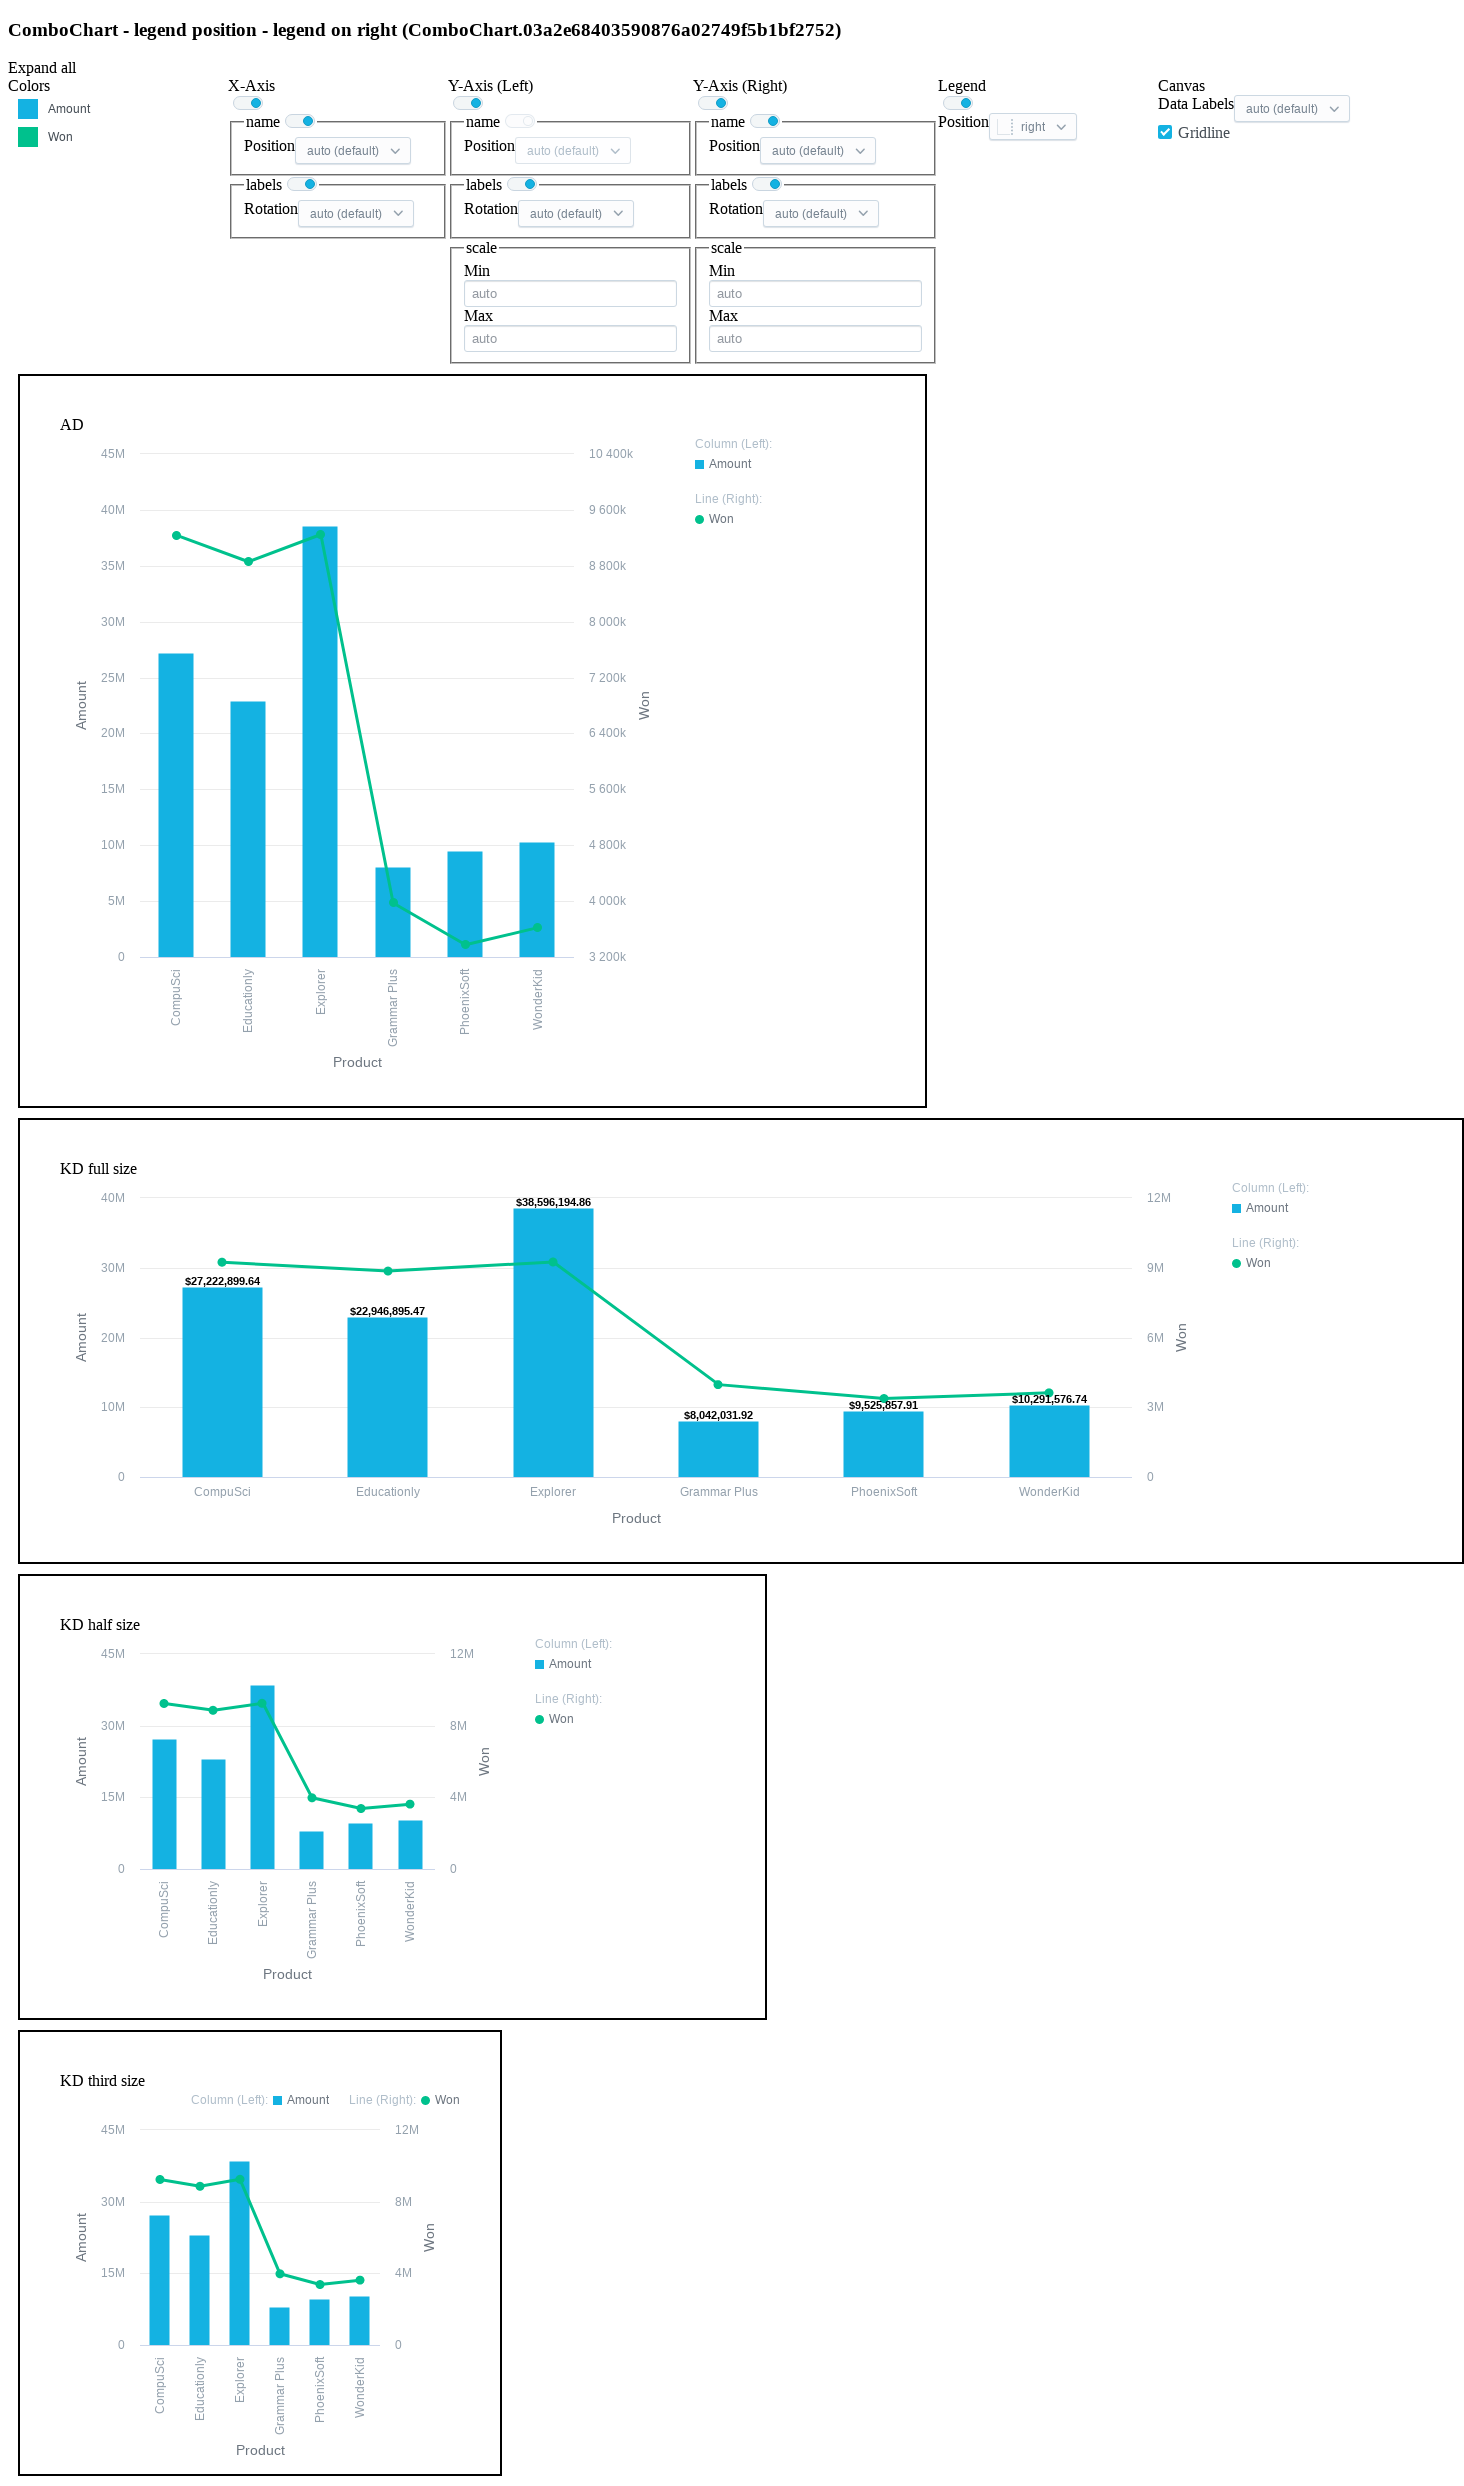 ComboChart - legend position - legend on right (ComboChart.03a2e68403590876a02749f5b1bf2752)
Expand all
Colors
Amount
Won
X-Axis
name
Position auto (default)
labels
Rotation auto (default)
Y-Axis (Left)
name
Position auto (default)
labels
Rotation auto (default)
scale
Min
auto
Max
auto
Y-Axis (Right)
name
Position auto (default)
labels
Rotation auto (default)
scale
Min
auto
Max
auto
Legend
Position right
Canvas
Data Labels auto (default)
Gridline
AD
45M
40M
35M
30M
25M
20M
15M
10M
5M
0
Amount
10 400k
9 600k
8 800k
8 000k
7 200k
6 400k
5 600k
4 800k
4 000k
3 200k
Won
CompuSci
Educationly
Explorer
Grammar Plus
PhoenixSoft
WonderKid
Product
Column (Left):
Amount
Line (Right):
Won
KD full size
40M
30M
20M
10M
0
Amount
$27,222,899.64
$22,946,895.47
$38,596,194.86
$8,042,031.92
$9,525,857.91
$10,291,576.74
12M
9M
6M
3M
0
Won
CompuSci
Educationly
Explorer
Grammar Plus
PhoenixSoft
WonderKid
Product
Column (Left):
Amount
Line (Right):
Won
KD half size
45M
30M
15M
0
Amount
12M
8M
4M
0
Won
CompuSci
Educationly
Explorer
Grammar Plus
PhoenixSoft
WonderKid
Product
Column (Left):
Amount
Line (Right):
Won
KD third size
Column (Left): Amount Line (Right): Won
45M
30M
15M
0
Amount
12M
8M
4M
0
Won
CompuSci
Educationly
Explorer
Grammar Plus
PhoenixSoft
WonderKid
Product